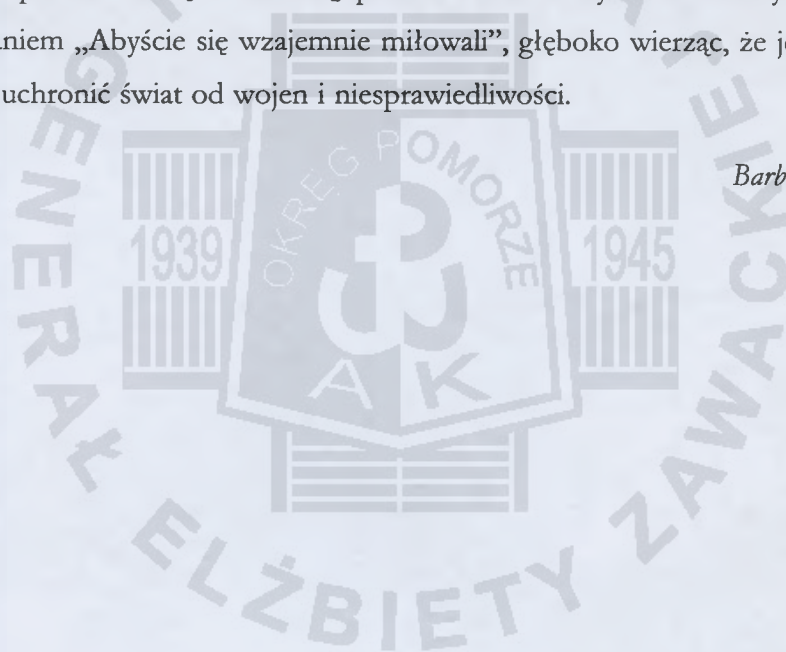 niem „Abyście się wzajemnie miłowali”, głęboko wierząc, że
uchronić świat od wojen i niesprawiedliwości.
Barb
OKRĘG POMORZE
1939
1945
AK
GENERAŁ ELŻBIETY ZAWACKIEJ